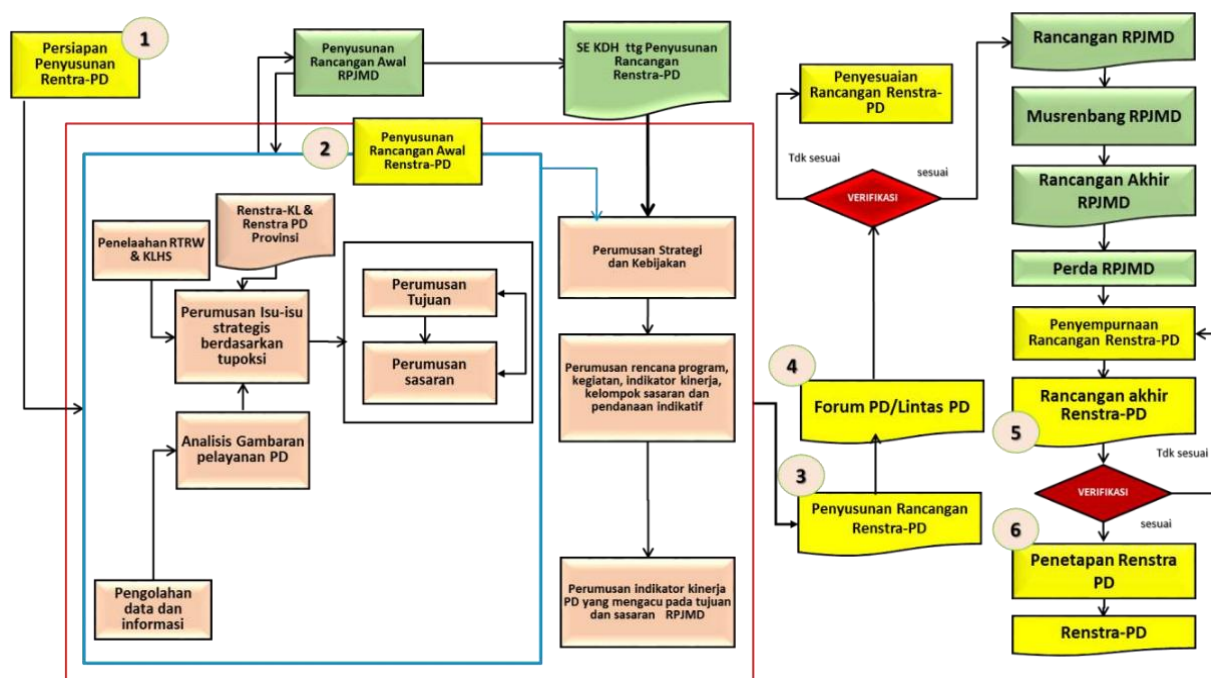 1
Persiapan
Penyusunan
Rentra-PD
Penyusunan
Rancangan Awal
RPJMD
SE KDH ttg Penyusunan
Rancangan
Renstra-PD
2
Penyusunan
Rancangan Awal
Renstra-PD
Penelaahan RTRW
& KLHS
Renstra-KL &
Renstra PD
Provinsi
Perumusan Isu-isu
strategis
berdasarkan
tupoksi
Perumusan
Tujuan
Perumusan
sasaran
Analisis Gambaran
pelayanan PD
Pengolahan
data dan
informasi
Perumusan Strategi
dan Kebijakan
Perumusan rencana program,
kegiatan, indikator kinerja,
kelompok sasaran dan
pendanaan indikatif
Perumusan indikator kinerja
PD yang mengacu pada tujuan
dan sasaran RPJMD
3
Penyusunan Rancangan
Renstra-PD
4
Forum PD/Lintas PD
VERIFIKASI
Tdk sesuai
sesuai
Penyesuaian
Rancangan Renstra-
PD
Rancangan RPJMD
Musrenbang RPJMD
Rancangan Akhir
RPJMD
Perda RPJMD
Penyempurnaan
Rancangan Renstra-PD
Rancangan akhir
Renstra-PD
5
Tdk sesuai
VERIFIKASI
sesuai
6
Penetapan Renstra
PD
Renstra-PD